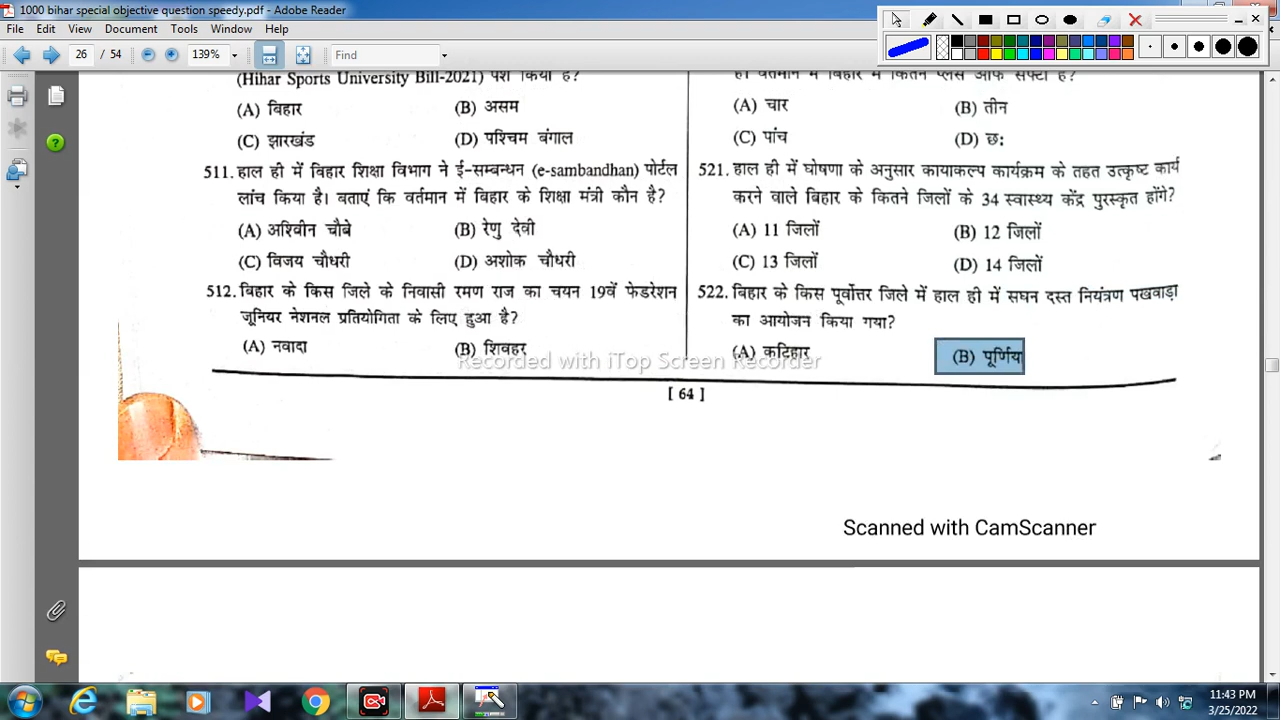 1000 bihar special objective question speedy.pdf - Adobe Reader
File Edit View Document Tools Window Help
26 / 54 139% Find
(Hihar Sports University Bill-2021) पेश किया है?
(A) बिहार (B) असम
(C) झारखंड (D) पश्चिम बंगाल
511. हाल ही में बिहार शिक्षा विभाग ने ई-सम्बन्धन (e-sambandhan) पोर्टल
लांच किया है। बताएं कि वर्तमान में बिहार के शिक्षा मंत्री कौन है?
(A) अश्विीन चौबे (B) रेणु देवी
(C) विजय चौधरी (D) अशोक चौधरी
512. बिहार के किस जिले के निवासी रमण राज का चयन 19वें फेडरेशन
जूनियर नेशनल प्रतियोगिता के लिए हुआ है?
(A) नवादा (B) शिवहर
है। वर्तमान में बिहार में कितने प्लेस ऑफ सेफ्टी है?
(A) चार (B) तीन
(C) पांच (D) छः
521. हाल ही में घोषणा के अनुसार कायाकल्प कार्यक्रम के तहत उत्कृष्ट कार्य
करने वाले बिहार के कितने जिलों के 34 स्वास्थ्य केंद्र पुरस्कृत होंगे?
(A) 11 जिलों (B) 12 जिलों
(C) 13 जिलों (D) 14 जिलों
522. बिहार के किस पूर्वोत्तर जिले में हाल ही में सघन दस्त नियंत्रण पखवाड़ा
का आयोजन किया गया?
(A) कटिहार (B) पूर्णिया
Recorded with iTop Screen Recorder
[ 64 ]
Scanned with CamScanner
11:43 PM
3/25/2022